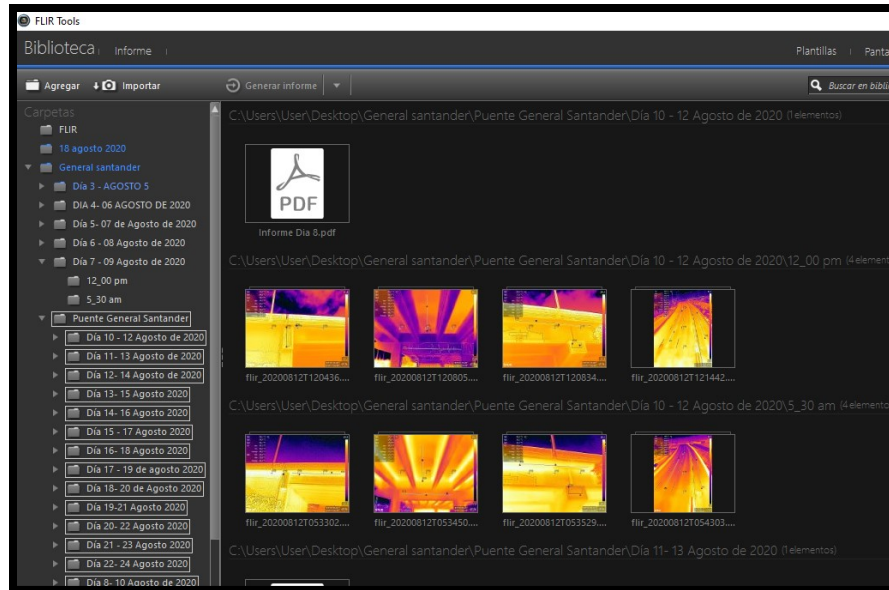 FLIR Tools
Biblioteca Informe Plantillas
Agregar Importar Generar informe Buscar en
Carpetas
FLIR
18 agosto 2020
General santander
Día 3 - AGOSTO 5
DIA 4- 06 AGOSTO DE 2020
Día 5- 07 de Agosto de 2020
Día 6 - 08 Agosto de 2020
Día 7 - 09 Agosto de 2020
12_00 pm
5_30 am
Puente General Santander
Día 10 - 12 Agosto de 2020
Día 11- 13 Agosto de 2020
Día 12- 14 Agosto de 2020
Día 13- 15 Agosto 2020
Día 14- 16 Agosto 2020
Día 15 - 17 Agosto 2020
Día 16- 18 Agosto 2020
Día 17 - 19 de agosto 2020
Día 18- 20 de Agosto 2020
Día 19-21 Agosto 2020
Día 20- 22 Agosto 2020
Día 21 - 23 Agosto 2020
Día 22- 24 Agosto 2020
Día 8- 10 Agosto de 2020
C:\Users\User\Desktop\General santander\Puente General Santander\Día 10 - 12 Agosto de 2020 (1elementos)
PDF
Informe Dia 8.pdf
C:\Users\User\Desktop\General santander\Puente General Santander\Día 10 - 12 Agosto de 2020\12_00 pm (4element
flir_20200812T120436.... flir_20200812T120805.... flir_20200812T120834.... flir_20200812T121442....
C:\Users\User\Desktop\General santander\Puente General Santander\Día 10 - 12 Agosto de 2020\5_30 am (4elemento
flir_20200812T053302.... flir_20200812T053450.... flir_20200812T053529.... flir_20200812T054303....
C:\Users\User\Desktop\General santander\Puente General Santander\Día 11- 13 Agosto de 2020 (1elementos)